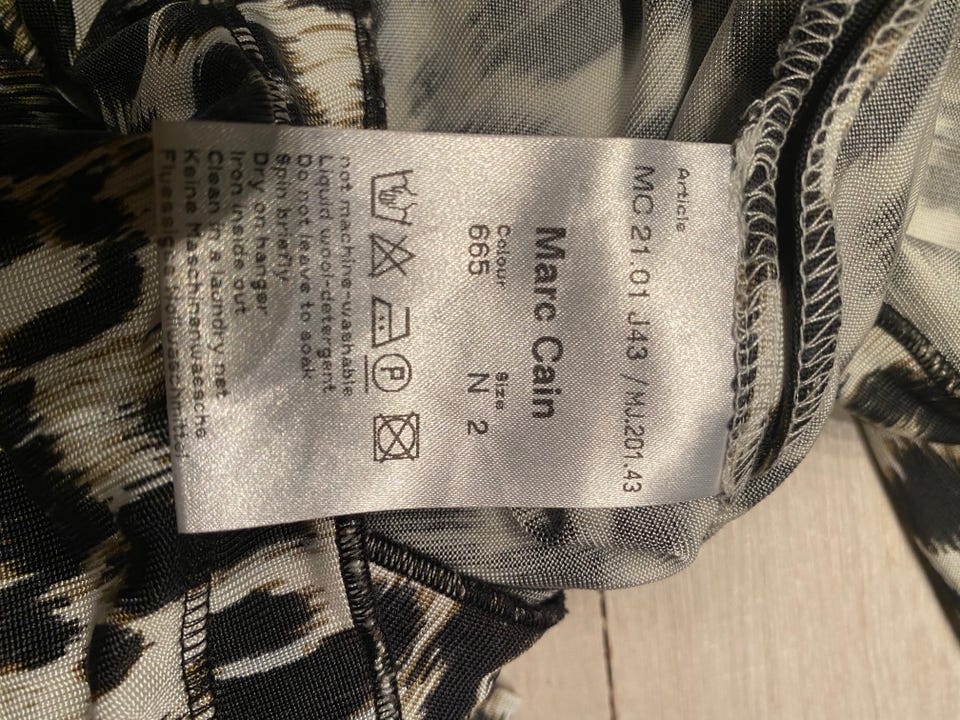 Article
MC 21.01 J43 /MJ.201.43
Marc Cain
Colour Size
665 N 2
P
not machine-washable
Liquid wool-detergent
Do not leave to soak
Spin briefly
Dry on hanger
Iron inside out
Clean in a laundry net
Keine Maschinenwaesche